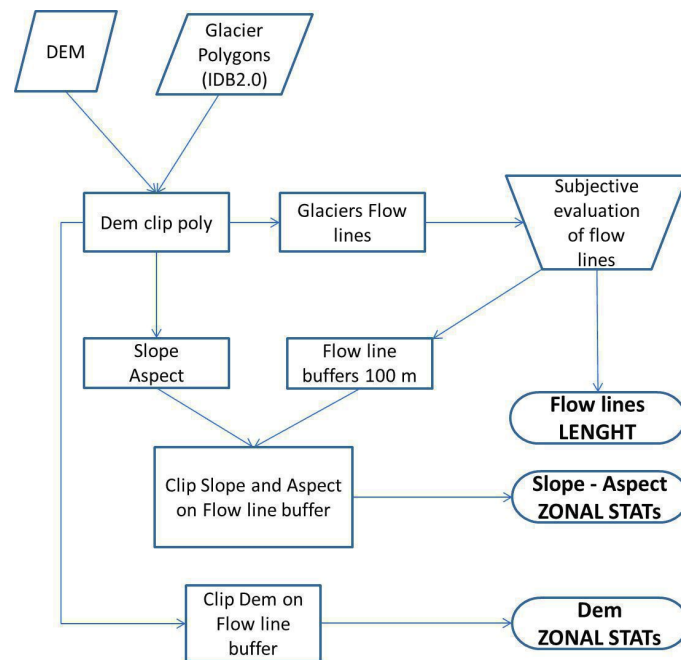 DEM
Glacier
Polygons
(IDB2.0)
Dem clip poly
Glaciers Flow
lines
Subjective
evaluation
of flow
lines
Slope
Aspect
Flow line
buffers 100 m
Flow lines
LENGHT
Clip Slope and Aspect
on Flow line buffer
Slope - Aspect
ZONAL STATs
Clip Dem on
Flow line
buffer
Dem
ZONAL STATs